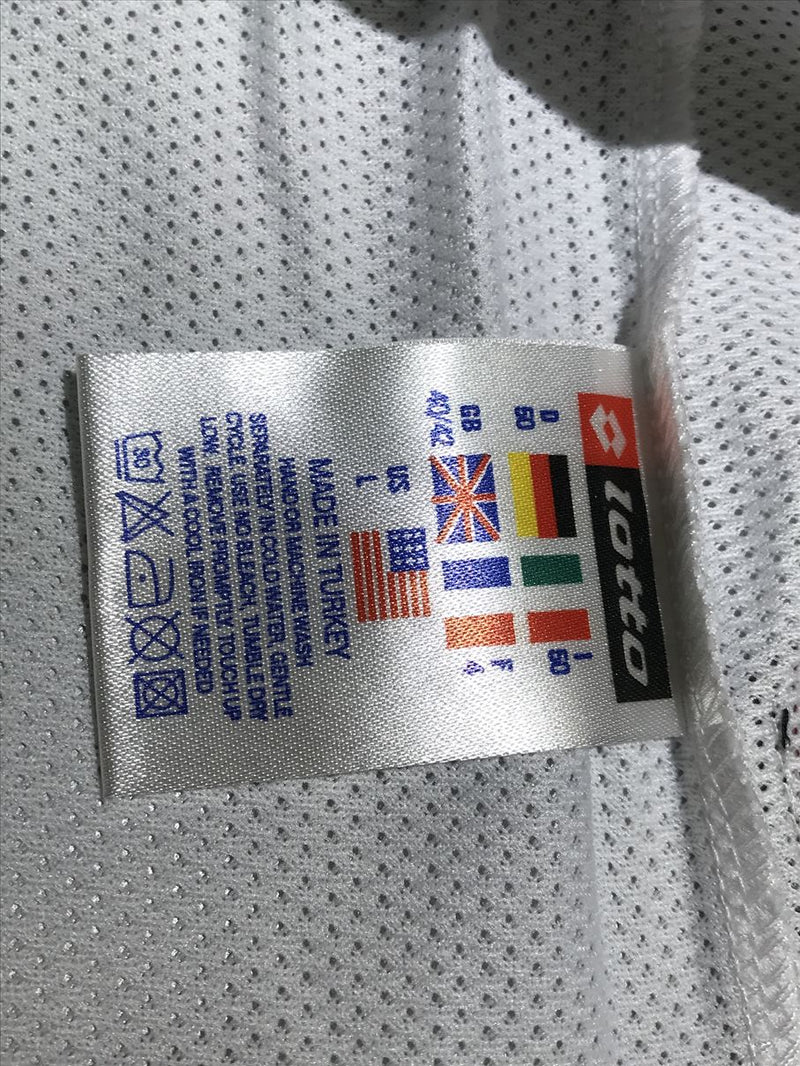 lotto
D I
50 50
GB F
40/42 4
US
L
MADE IN TURKEY
HAND OR MACHINE WASH
SEPERATELY IN COLD WATER, GENTLE
CYCLE. USE NO BLEACH, TUMBLE DRY
LOW. REMOVE PROMPTLY. TOUCH UP
WITH A COOL IRON IF NEEDED
30